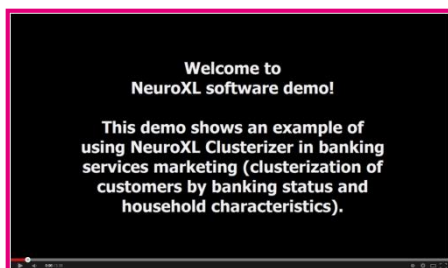 Welcome to
NeuroXL software demo!
This demo shows an example of
using NeuroXL Clusterizer in banking
services marketing (clusterization of
customers by banking status and
household characteristics).